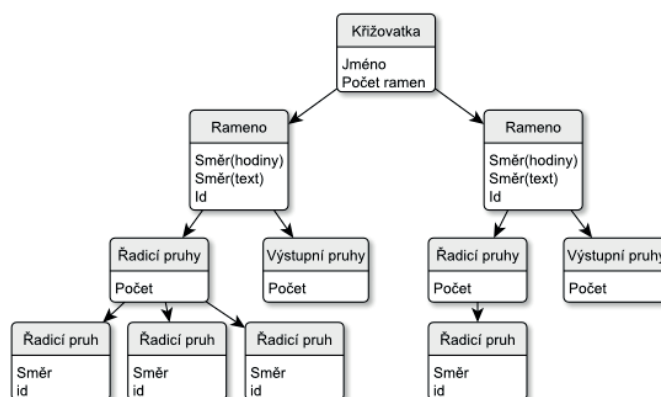 Křižovatka
Jméno
Počet ramen
Rameno
Směr(hodiny)
Směr(text)
Id
Rameno
Směr(hodiny)
Směr(text)
Id
Řadicí pruhy
Počet
Výstupní pruhy
Počet
Řadicí pruhy
Počet
Výstupní pruhy
Počet
Řadicí pruh
Směr
id
Řadicí pruh
Směr
id
Řadicí pruh
Směr
id
Řadicí pruh
Směr
id